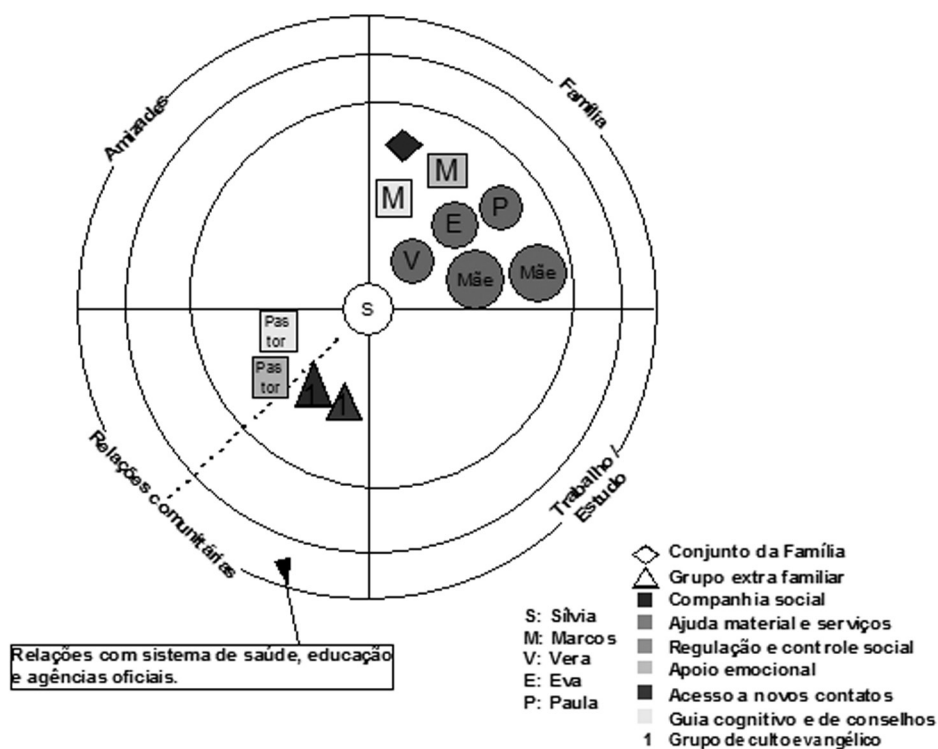 Amizades
Família
M
M
P
E
V
Mãe
Mãe
S
Pas
tor
Pas
tor
1
1
Relações comunitárias
Trabalho /
Estudo
Relações com sistema de saúde, educação
e agências oficiais.
S: Sílvia
M: Marcos
V: Vera
E: Eva
P: Paula
Conjunto da Família
Grupo extra familiar
Companhia social
Ajuda material e serviços
Regulação e controle social
Apoio emocional
Acesso a novos contatos
Guia cognitivo e de conselhos
1 Grupo de culto evangélico